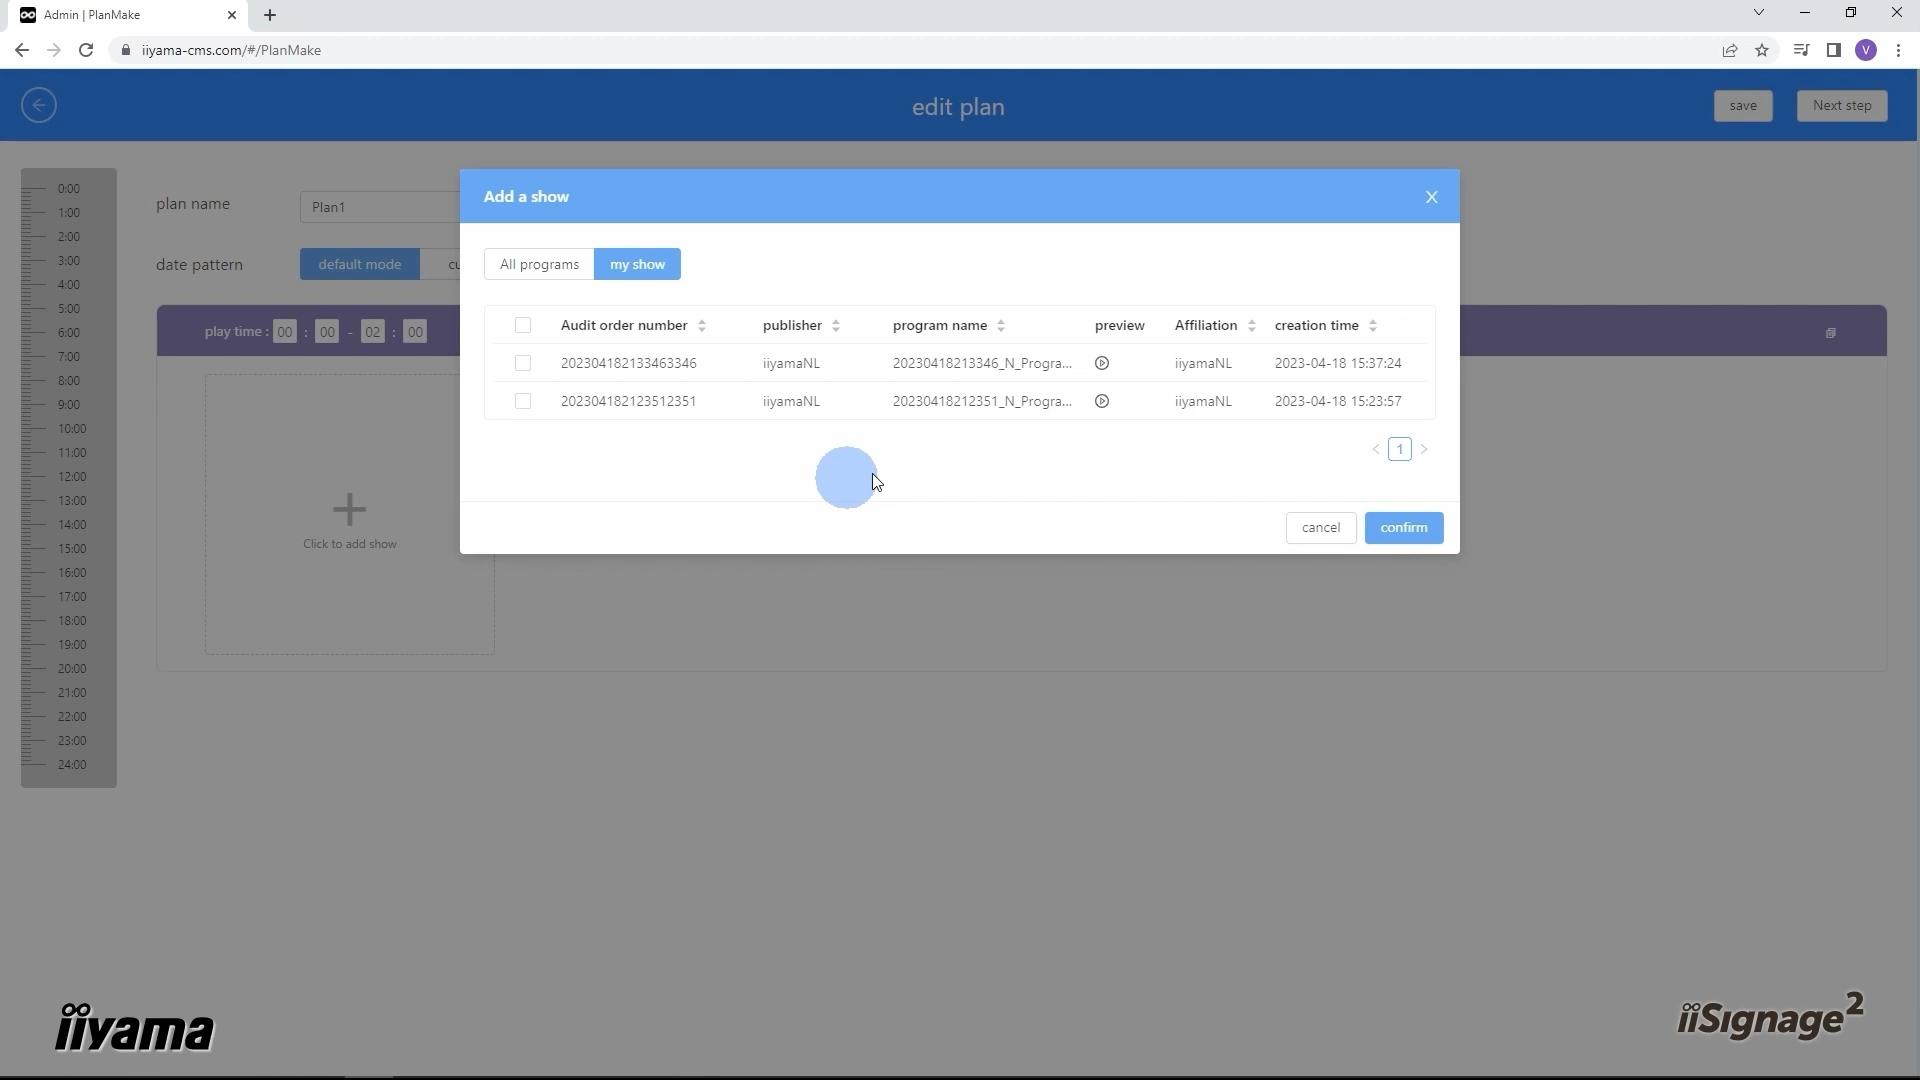 Admin | PlanMake
iiyama-cms.com/#/PlanMake
V
edit plan
save
Next step
0:00
1:00
2:00
3:00
4:00
5:00
6:00
7:00
8:00
9:00
10:00
11:00
12:00
13:00
14:00
15:00
16:00
17:00
18:00
19:00
20:00
21:00
22:00
23:00
24:00
plan name
Plan1
date pattern
default mode
cu
play time : 00 : 00 - 02 : 00
Click to add show
Add a show
X
All programs
my show
Audit order number publisher program name preview Affiliation creation time
202304182133463346 iiyamaNL 20230418213346_N_Progra... iiyamaNL 2023-04-18 15:37:24
202304182123512351 iiyamaNL 20230418212351_N_Progra... iiyamaNL 2023-04-18 15:23:57
< 1 >
cancel
confirm
iiyama
iiSignage2